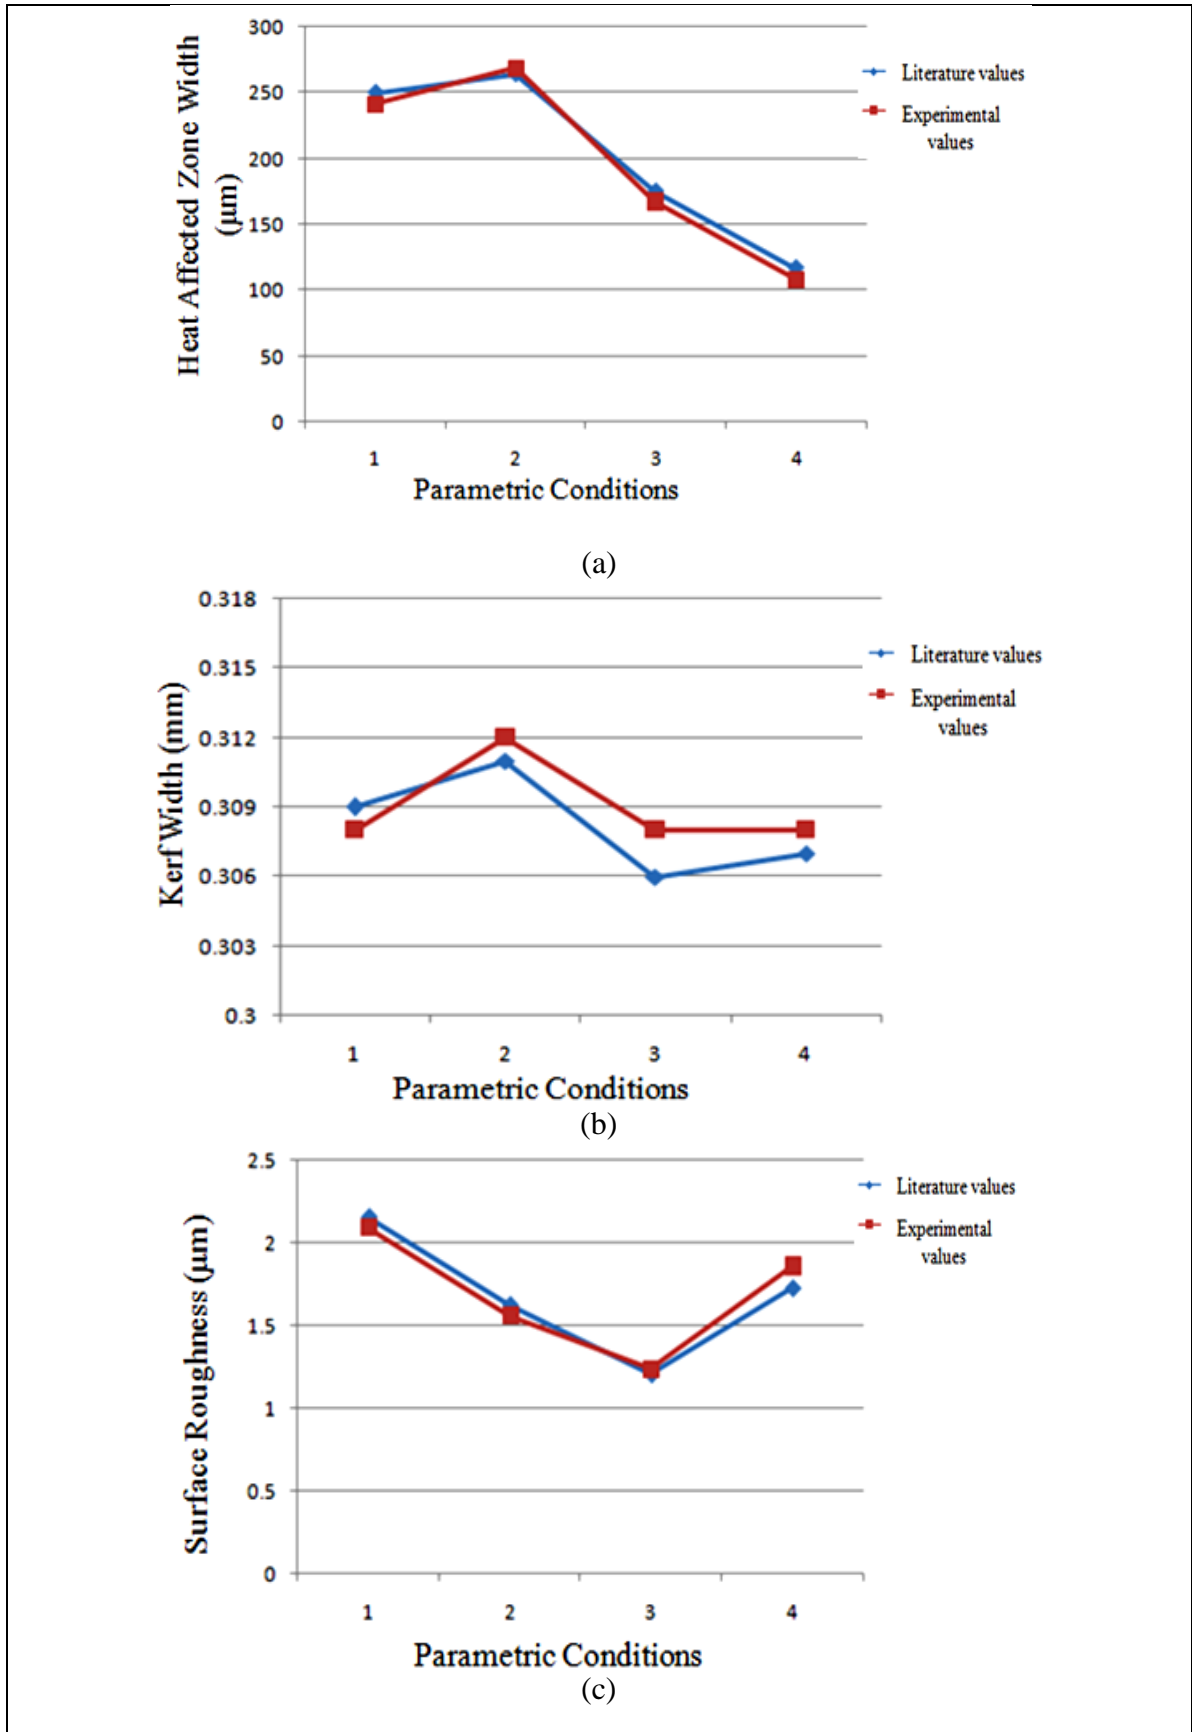 Heat Affected Zone Width
(μm)
300
250
200
150
100
50
0
1 2 3 4
Parametric Conditions
Literature values
Experimental
values
(a)
Kerf Width (mm)
0.318
0.315
0.312
0.309
0.306
0.303
0.3
1 2 3 4
Parametric Conditions
Literature values
Experimental
values
(b)
Surface Roughness (μm)
2.5
2
1.5
1
0.5
0
1 2 3 4
Parametric Conditions
Literature values
Experimental
values
(c)